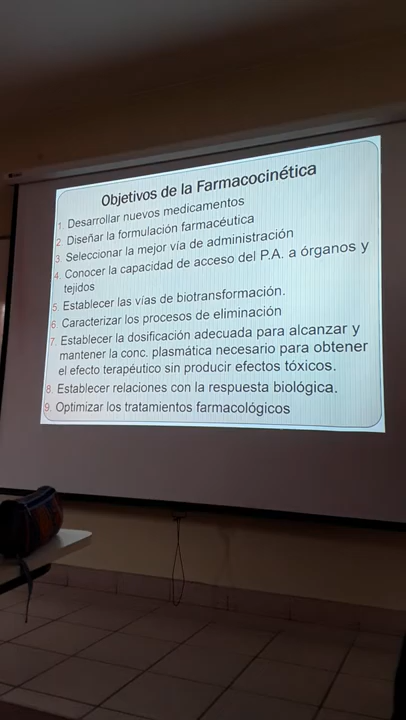 Objetivos de la Farmacocinética
1. Desarrollar nuevos medicamentos
2. Diseñar la formulación farmacéutica
3. Seleccionar la mejor vía de administración
4. Conocer la capacidad de acceso del P.A. a órganos y
tejidos
5. Establecer las vías de biotransformación.
6. Caracterizar los procesos de eliminación
7. Establecer la dosificación adecuada para alcanzar y
mantener la conc. plasmática necesario para obtener
el efecto terapéutico sin producir efectos tóxicos.
8. Establecer relaciones con la respuesta biológica.
9. Optimizar los tratamientos farmacológicos